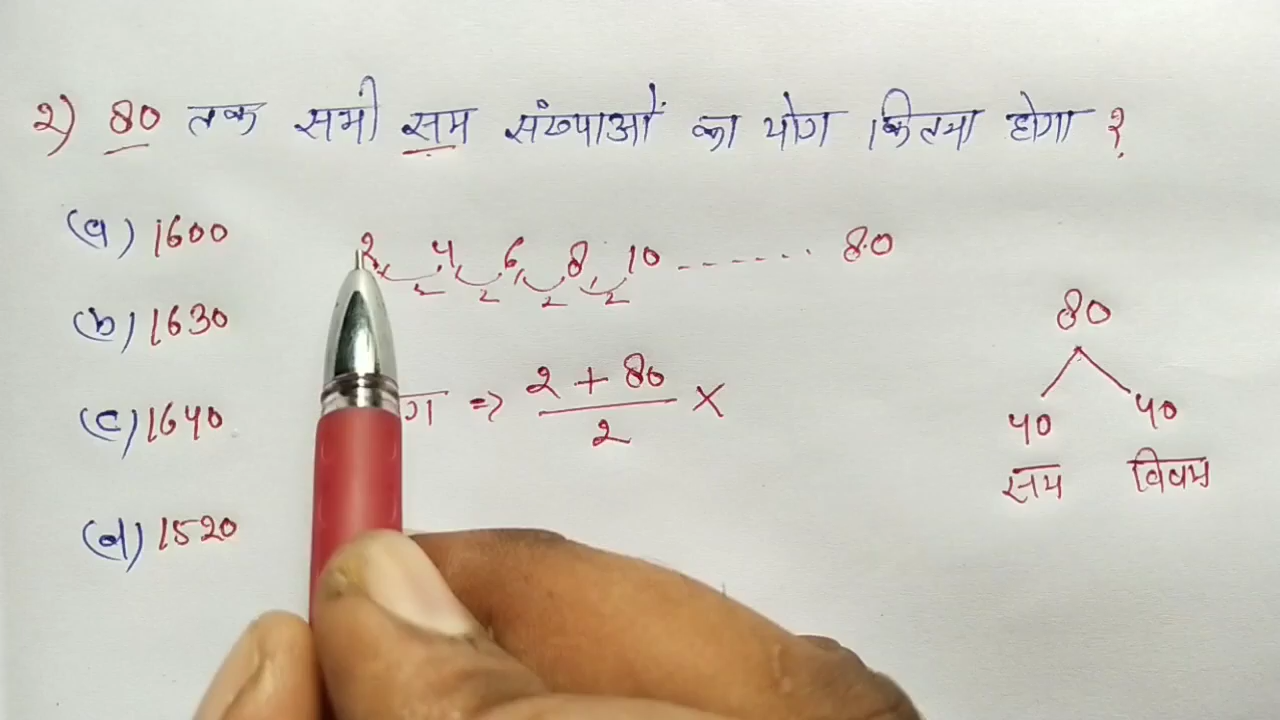 २) 80 तक सभी सम संख्याओं का योग कितना होगा ?
(a) 1600
2 4 6 8 10 ------- 80
2 2 2 2
(b) 1630
80
(c) 1640
⇒ 2 + 80 / 2 ×
40 40
सम विषम
(d) 1520